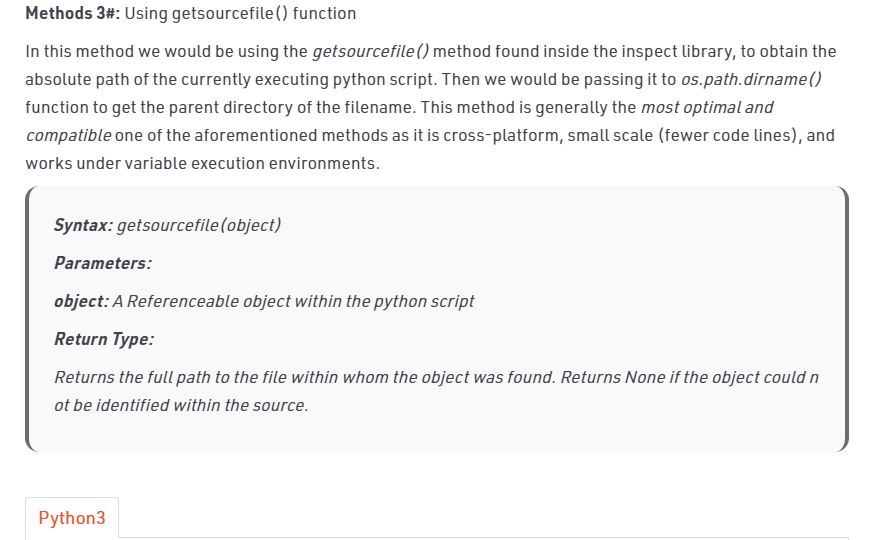 Methods 3#: Using getsourcefile() function
In this method we would be using the getsourcefile() method found inside the inspect library, to obtain the
absolute path of the currently executing python script. Then we would be passing it to os.path.dirname()
function to get the parent directory of the filename. This method is generally the most optimal and
compatible one of the aforementioned methods as it is cross-platform, small scale (fewer code lines), and
works under variable execution environments.
Syntax: getsourcefile(object)
Parameters:
object: A Referenceable object within the python script
Return Type:
Returns the full path to the file within whom the object was found. Returns None if the object could n
ot be identified within the source.
Python3